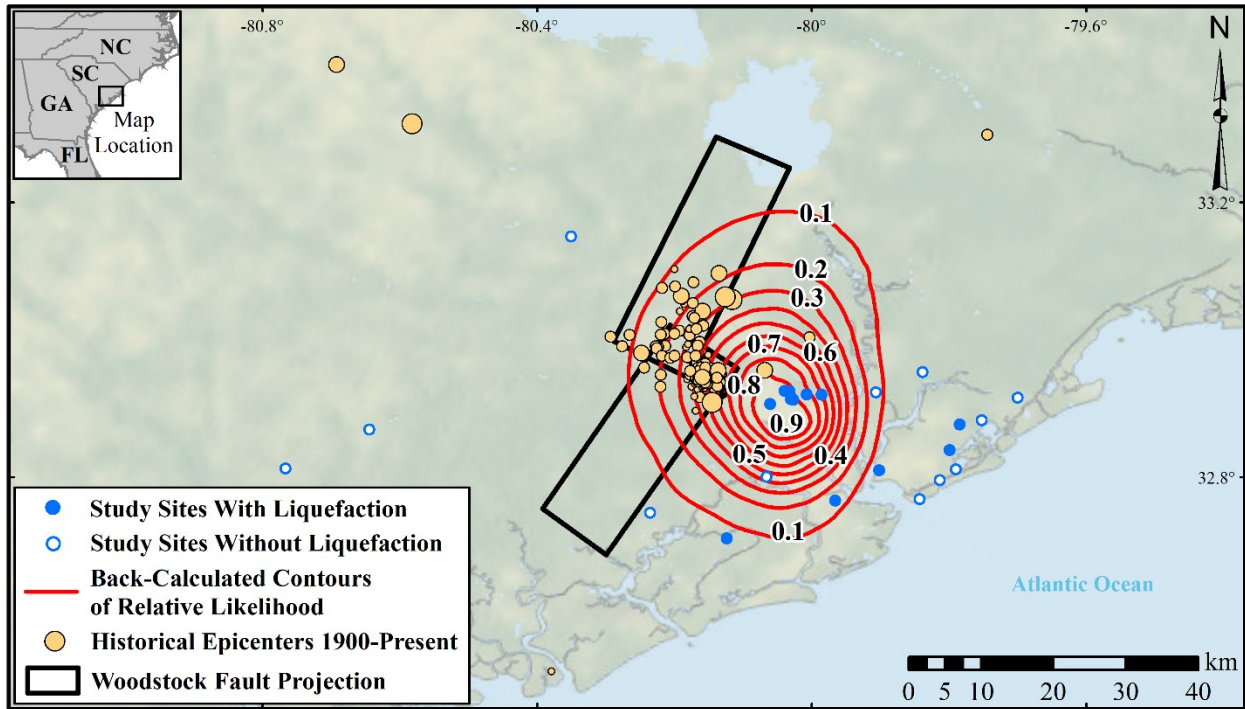 -80.8
-80.4
-80
-79.6
NC
SC
GA
Map
Location
FL
N
33.2°
0.1
0.2
0.3
0.7
0.6
0.8
0.9
0.5
0.4
32.8°
0.1
Study Sites With Liquefaction
Study Sites Without Liquefaction
Back-Calculated Contours
of Relative Likelihood
Historical Epicenters 1900-Present
Woodstock Fault Projection
Atlantic Ocean
km
0 5 10 20 30 40